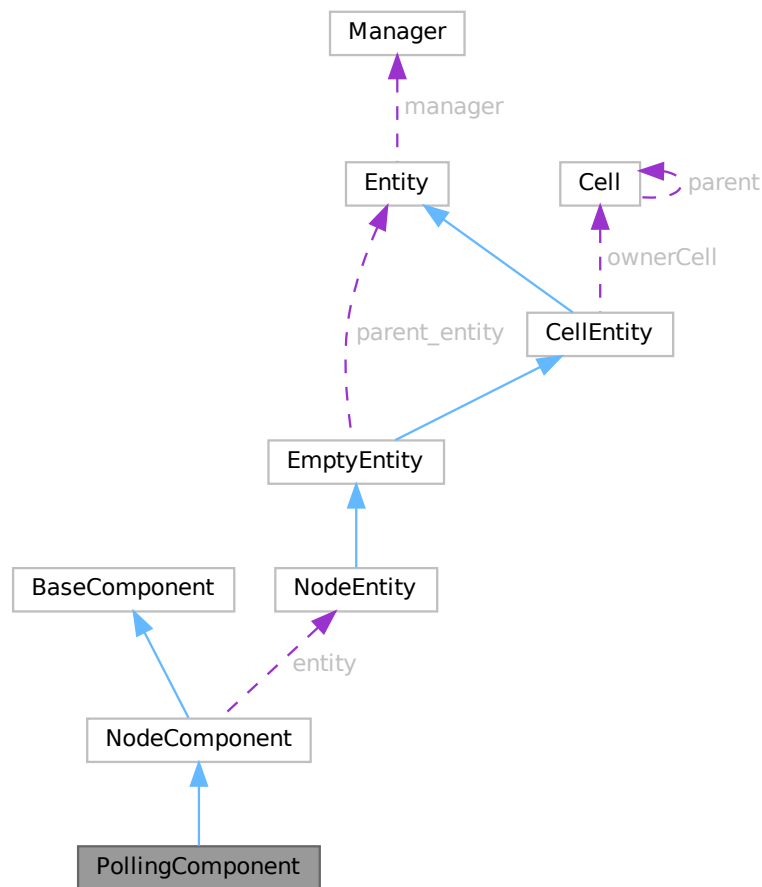 Manager
manager
Entity
Cell
parent
ownerCell
parent_entity
CellEntity
EmptyEntity
BaseComponent
NodeEntity
entity
NodeComponent
PollingComponent